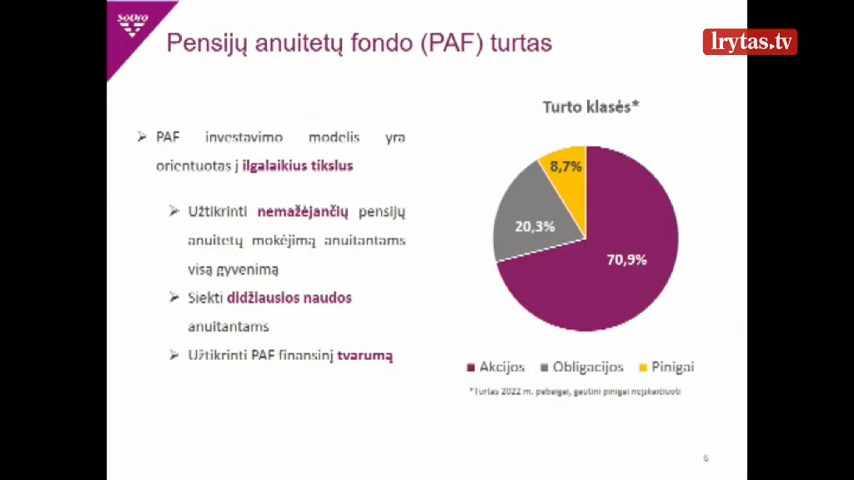 SoDra
Pensijų anuitetų fondo (PAF) turtas
lrytas.tv
PAF investavimo modelis yra
orientuotas į ilgalaikius tikslus
Užtikrinti nemažėjančių pensijų
anuitetų mokėjimą anuitantams
visą gyvenimą
Siekti didžiausios naudos
anuitantams
Užtikrinti PAF finansinį tvarumą
Turto klasės*
8,7%
20,3%
70,9%
Akcijos Obligacijos Pinigai
*Turtas 2022 m. pabaigai, gautini pinigai neįskaičiuoti
6